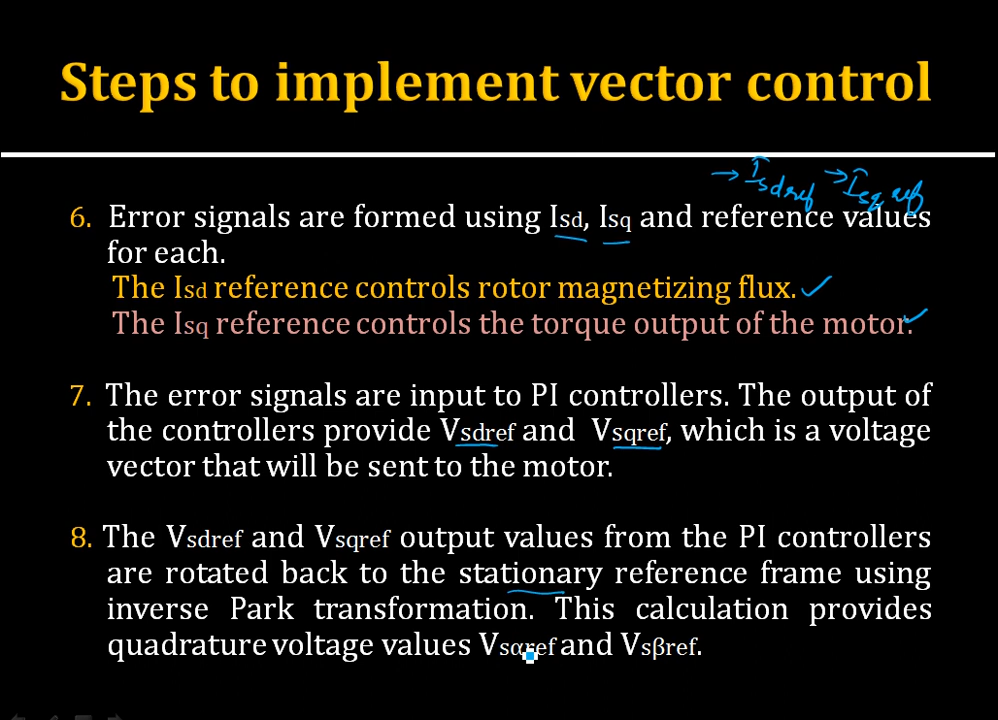 Steps to implement vector control
→ Isdref → Isqref
6. Error signals are formed using Isd, Isq and reference values
for each.
The Isd reference controls rotor magnetizing flux. ✓
The Isq reference controls the torque output of the motor. ✓
7. The error signals are input to PI controllers. The output of
the controllers provide Vsdref and Vsqref, which is a voltage
vector that will be sent to the motor.
8. The Vsdref and Vsqref output values from the PI controllers
are rotated back to the stationary reference frame using
inverse Park transformation. This calculation provides
quadrature voltage values Vsαref and Vsβref.